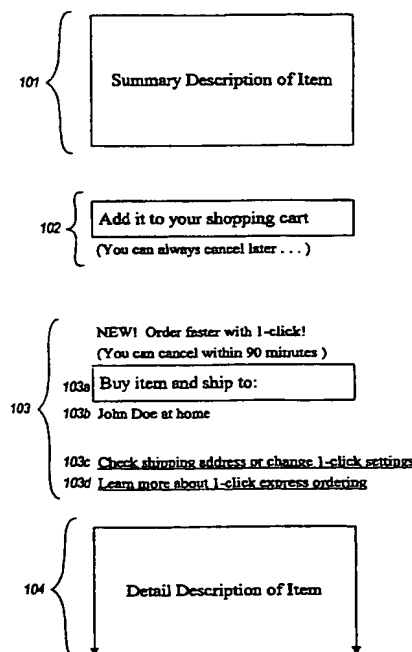 101 Summary Description of Item
102 Add it to your shopping cart
(You can always cancel later . . . )
NEW! Order faster with 1-click!
(You can cancel within 90 minutes )
103a Buy item and ship to:
103 103b John Doe at home
103c Check shipping address or change 1-click settings
103d Learn more about 1-click express ordering
104 Detail Description of Item